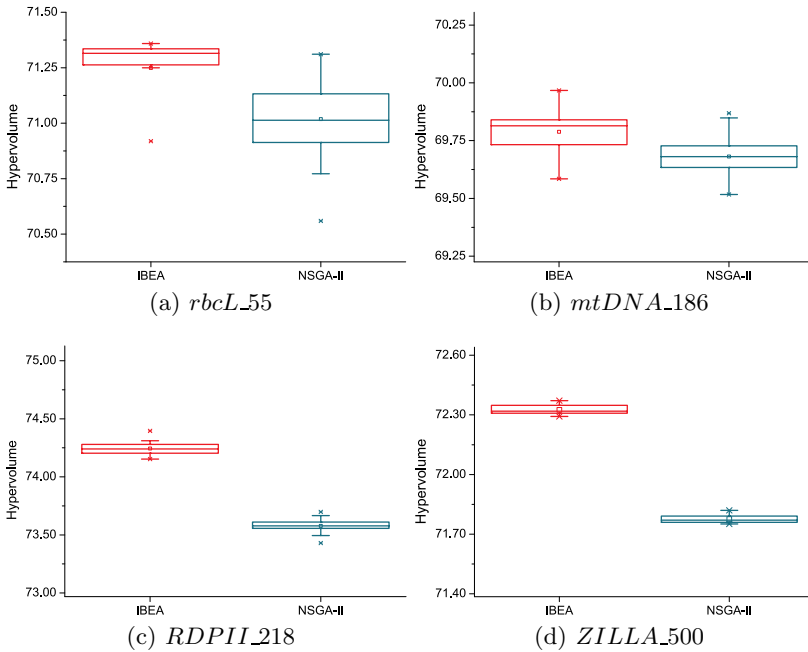 Hypervolume
71.50
71.25
71.00
70.75
70.50
IBEA
NSGA-II
(a) rbcL_55
Hypervolume
70.25
70.00
69.75
69.50
69.25
IBEA
NSGA-II
(b) mtDNA_186
Hypervolume
75.00
74.50
74.00
73.50
73.00
IBEA
NSGA-II
(c) RDPII_218
Hypervolume
72.60
72.30
72.00
71.70
71.40
IBEA
NSGA-II
(d) ZILLA_500